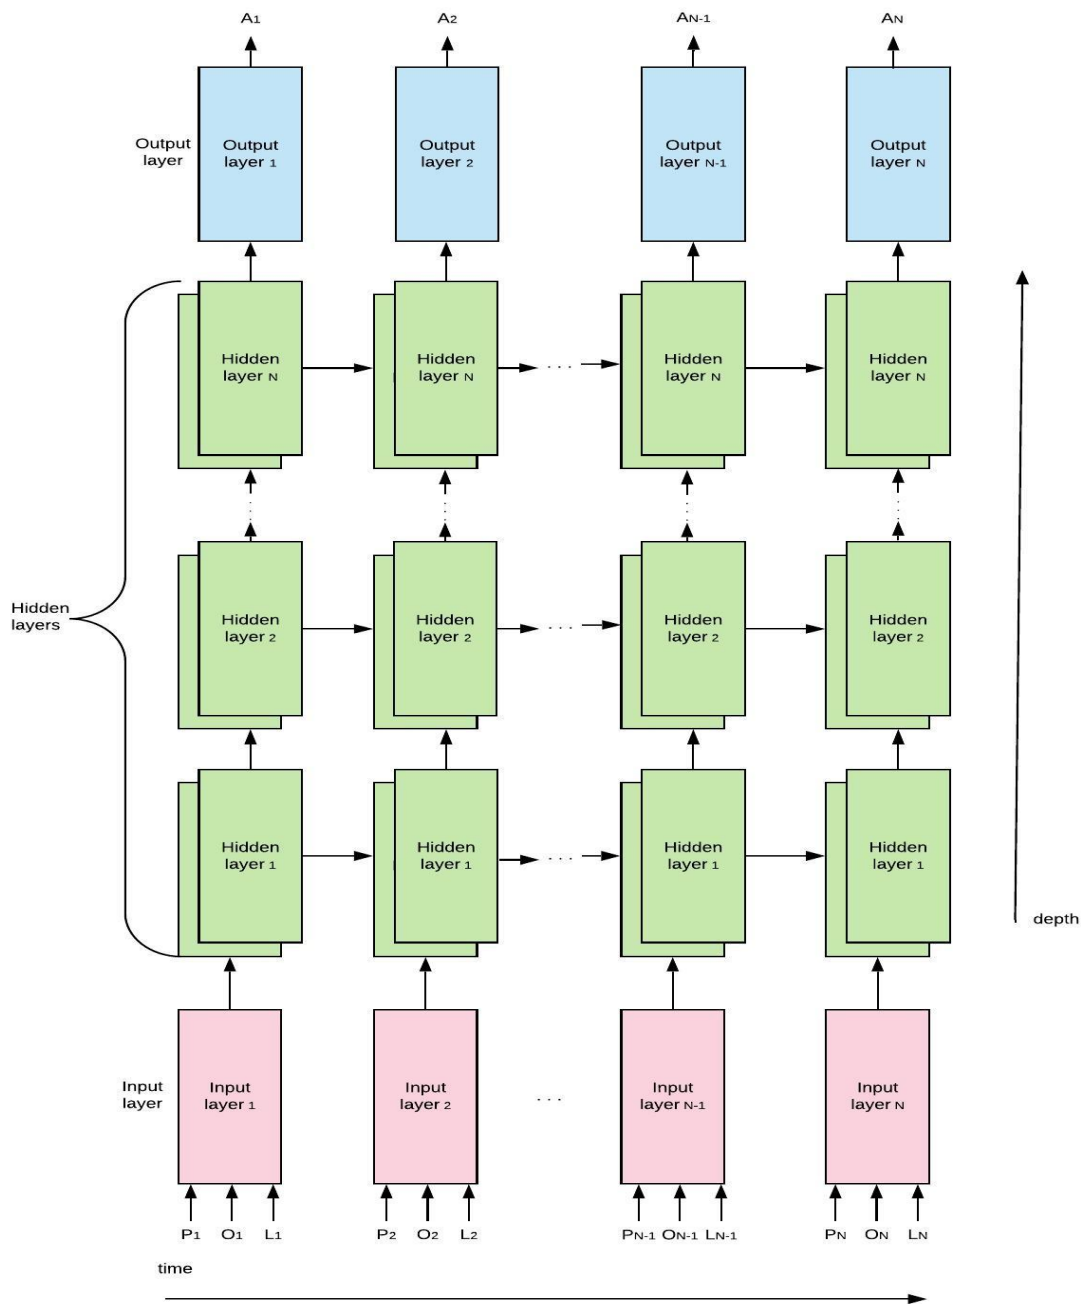 A1 A2 AN-1 AN
Output
layer
Output
layer 1
Output
layer 2
Output
layer N-1
Output
layer N
Hidden
layer N
Hidden
layer N
. . .
Hidden
layer N
Hidden
layer N
Hidden
layers
Hidden
layer 2
Hidden
layer 2
. . .
Hidden
layer 2
Hidden
layer 2
Hidden
layer 1
Hidden
layer 1
. . .
Hidden
layer 1
Hidden
layer 1
depth
Input
layer
Input
layer 1
Input
layer 2
. . .
Input
layer N-1
Input
layer N
P1 O1 L1 P2 O2 L2 PN-1 ON-1 LN-1 PN ON LN
time